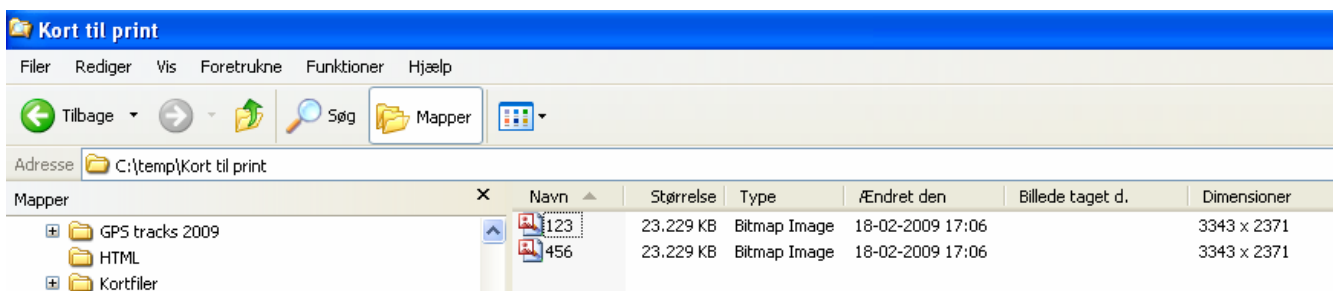 Kort til print
Filer Rediger Vis Foretrukne Funktioner Hjælp
Tilbage Søg Mapper
Adresse C:\temp\Kort til print
Mapper X Navn Størrelse Type Ændret den Billede taget d. Dimensioner
GPS tracks 2009 123 23.229 KB Bitmap Image 18-02-2009 17:06 3343 x 2371
HTML 456 23.229 KB Bitmap Image 18-02-2009 17:06 3343 x 2371
Kortfiler